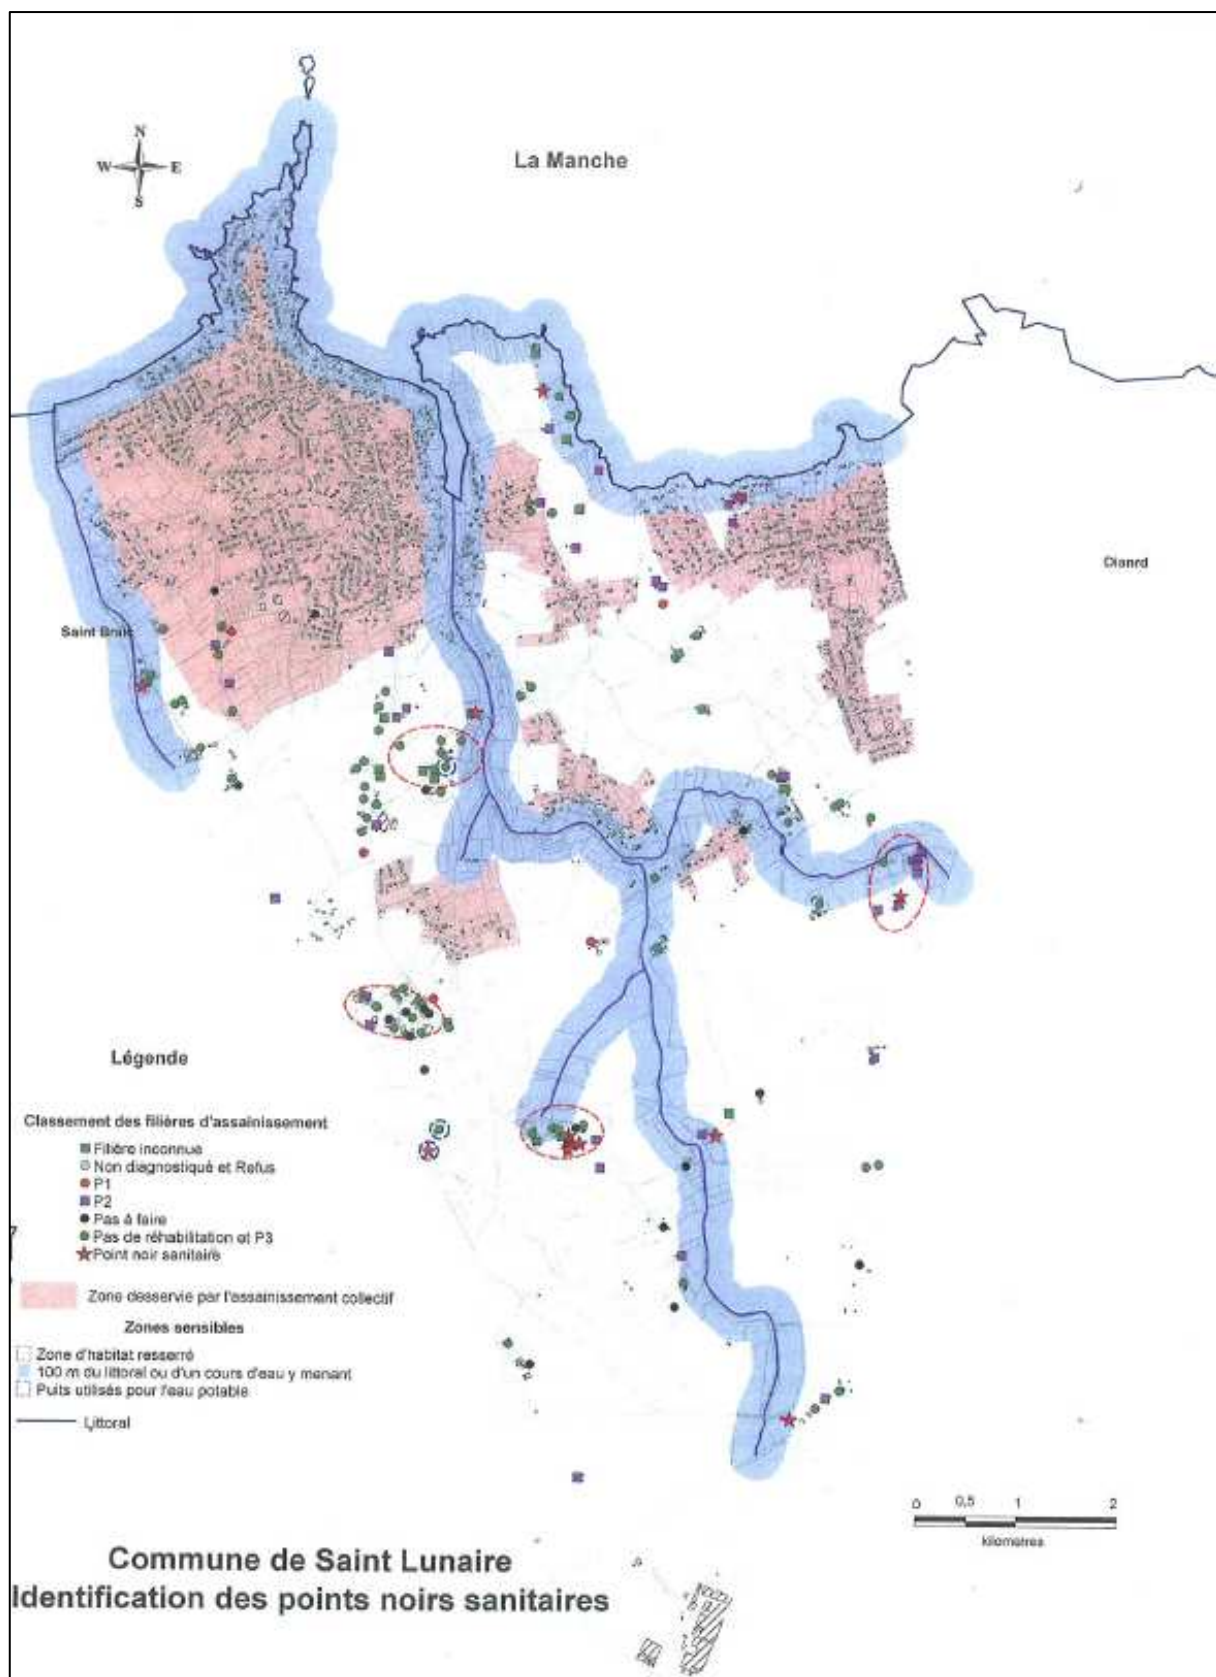 N
W E
S
La Manche
Dianrd
Saint Briac
Légende
Classement des filières d'assainissement
Filière inconnue
Non diagnostiqué et Refus
P1
P2
Pas à faire
Pas de réhabilitation et P3
Point noir sanitaire
Zone desservie par l'assainissement collectif
Zones sensibles
Zone d'habitat resserré
100 m du littoral ou d'un cours d'eau y menant
Puits utilisés pour l'eau potable
Littoral
0 0,5 1 2
kilometres
Commune de Saint Lunaire
Identification des points noirs sanitaires